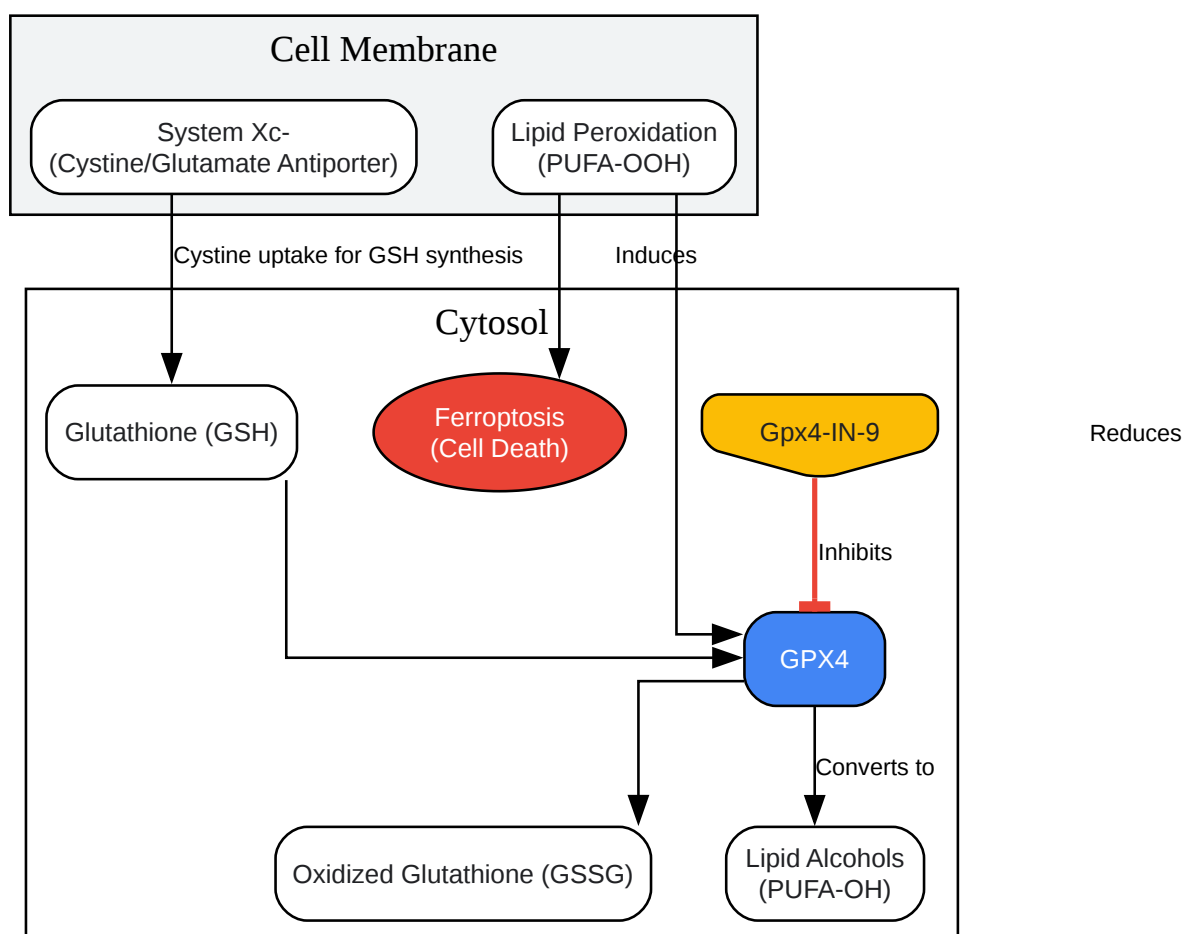 Cell Membrane
System Xc-
(Cystine/Glutamate Antiporter)
Lipid Peroxidation
(PUFA-OOH)
Cystine uptake for GSH synthesis
Induces
Cytosol
Glutathione (GSH)
Ferroptosis
(Cell Death)
Gpx4-IN-9
Reduces
Inhibits
GPX4
Converts to
Oxidized Glutathione (GSSG)
Lipid Alcohols
(PUFA-OH)